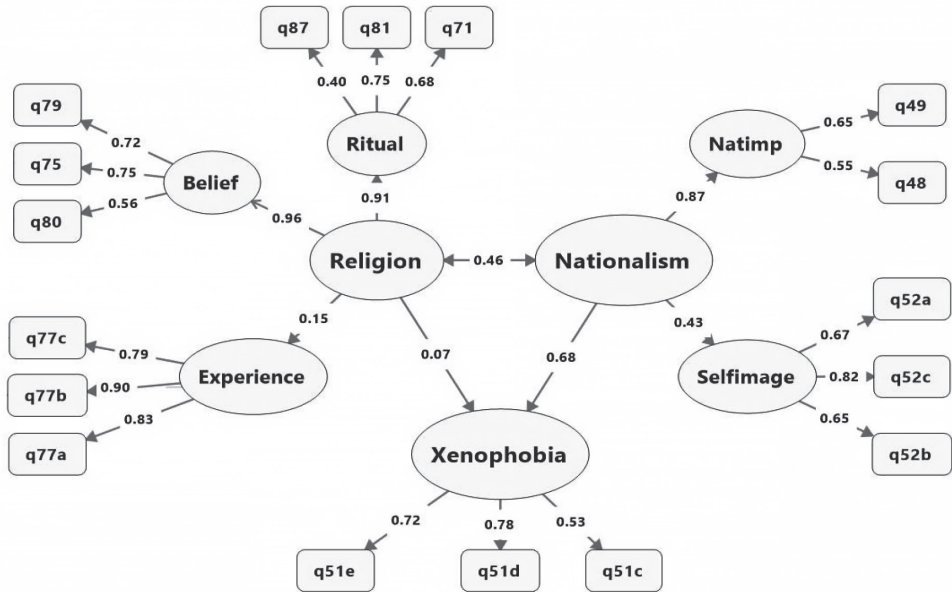 q87 q81 q71
0.40 0.75 0.68
q79 q49
0.72 0.65
Ritual Natimp
q75 0.75
Belief 0.55 q48
q80 0.56
0.96 0.91 0.87
Religion 0.46 Nationalism
q52a
0.15 0.43
q77c 0.67
0.79 0.07 0.68
Experience Selfimage 0.82 q52c
q77b 0.90
0.83 0.65
q77a Xenophobia q52b
0.72 0.78 0.53
q51e q51d q51c